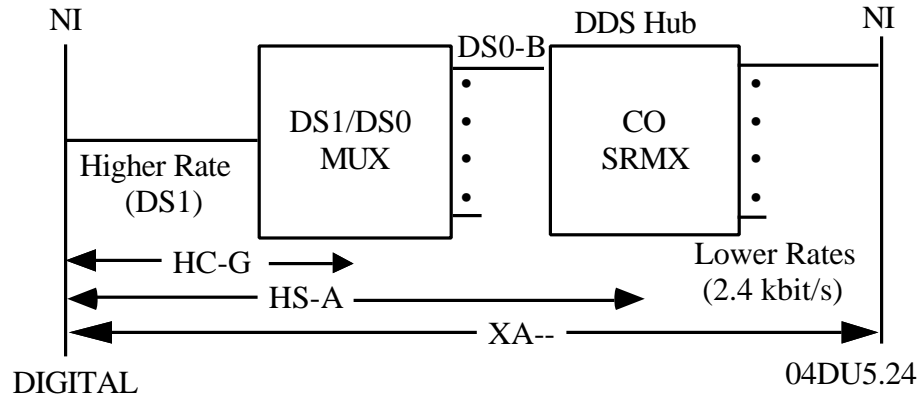 NI
NI
DDS Hub
DS0-B
DS1/DS0
MUX
CO
SRMX
Higher Rate
(DS1)
Lower Rates
(2.4 kbit/s)
HC-G
HS-A
XA--
DIGITAL
04DU5.24